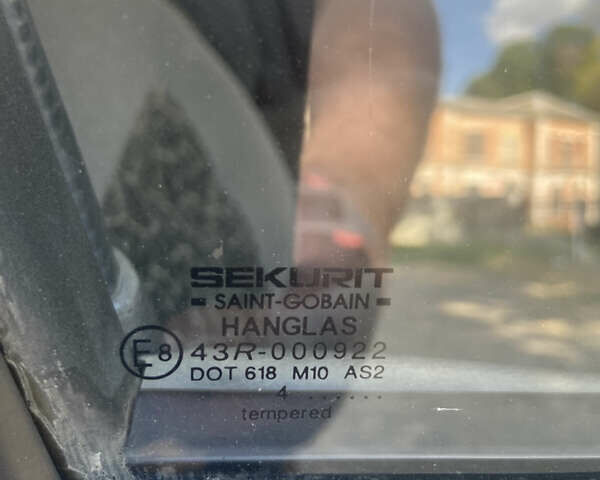 SEKURIT
SAINT-GOBAIN
HANGLAS
E8 43R-000922
DOT 618 M10 AS2
4.......
tempered